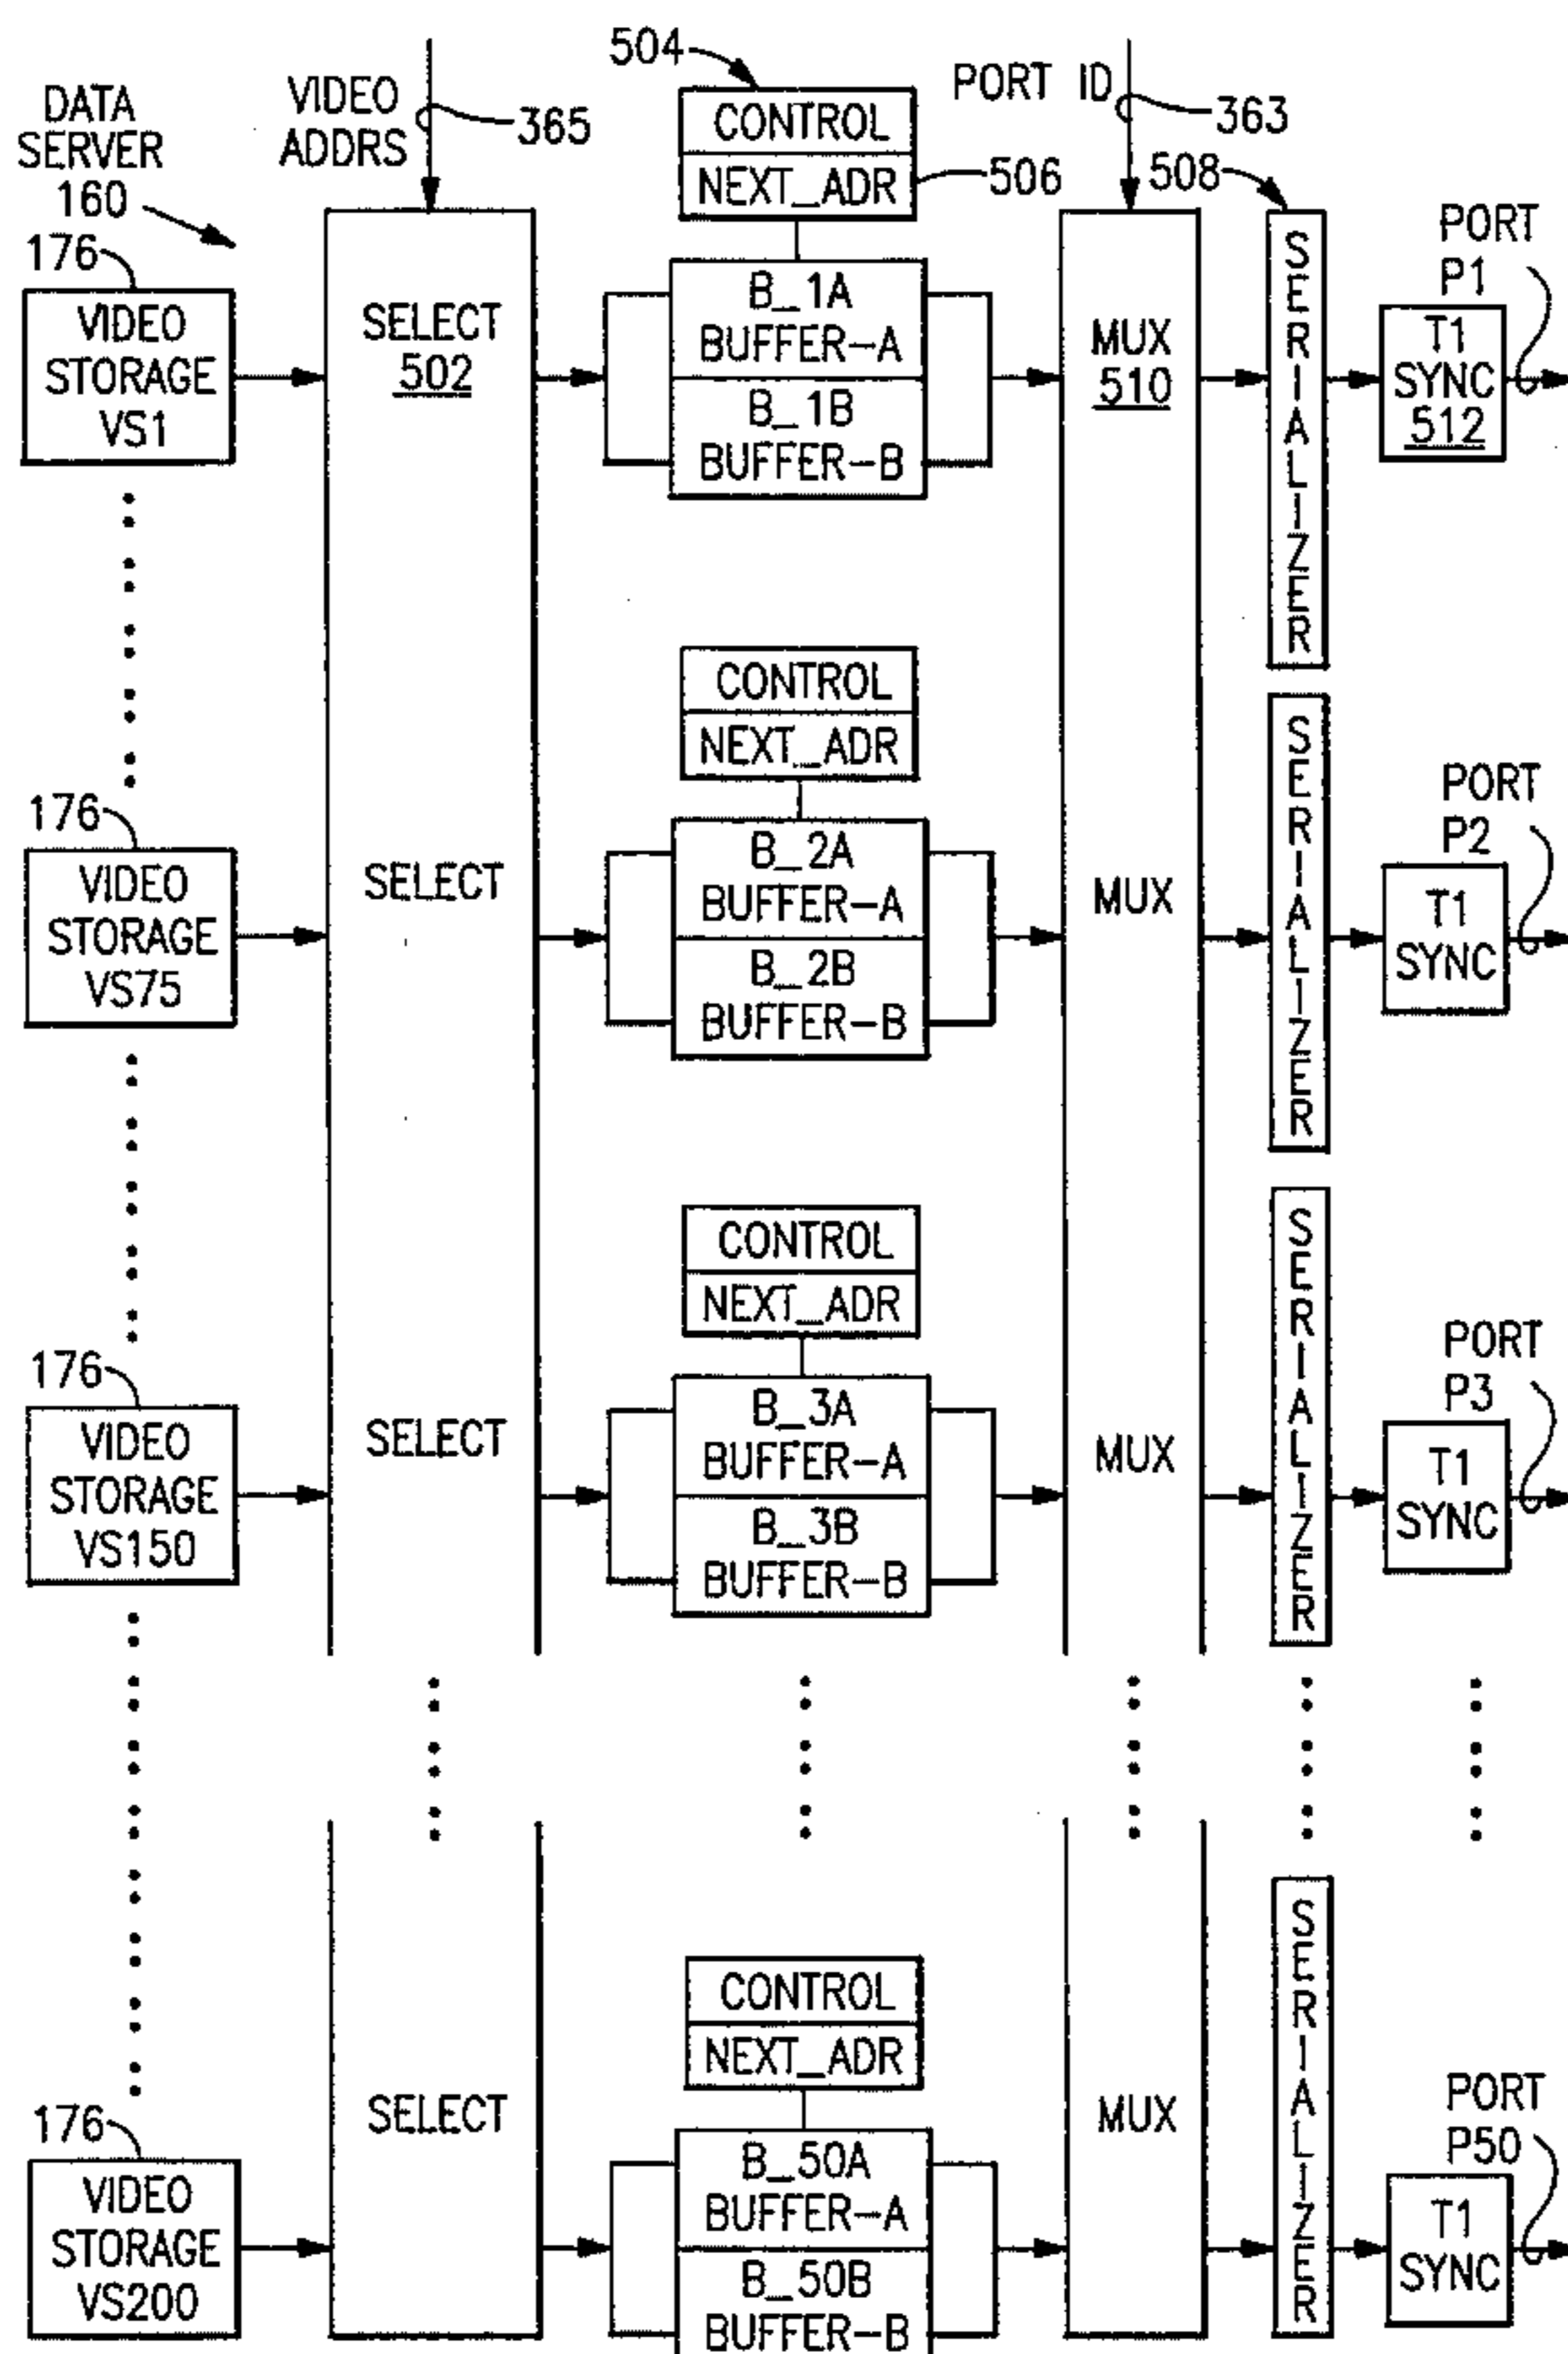 DATA
SERVER
160
VIDEO
ADDRS
365
504
CONTROL
NEXT_ADR
506
PORT ID
363
508
176
VIDEO
STORAGE
VS1
SELECT
502
B_1A
BUFFER-A
B_1B
BUFFER-B
MUX
510
SERIALIZER
T1
SYNC
512
PORT
P1
176
VIDEO
STORAGE
VS75
SELECT
CONTROL
NEXT_ADR
B_2A
BUFFER-A
B_2B
BUFFER-B
MUX
SERIALIZER
T1
SYNC
PORT
P2
176
VIDEO
STORAGE
VS150
SELECT
CONTROL
NEXT_ADR
B_3A
BUFFER-A
B_3B
BUFFER-B
MUX
SERIALIZER
T1
SYNC
PORT
P3
176
VIDEO
STORAGE
VS200
SELECT
CONTROL
NEXT_ADR
B_50A
BUFFER-A
B_50B
BUFFER-B
MUX
SERIALIZER
T1
SYNC
PORT
P50